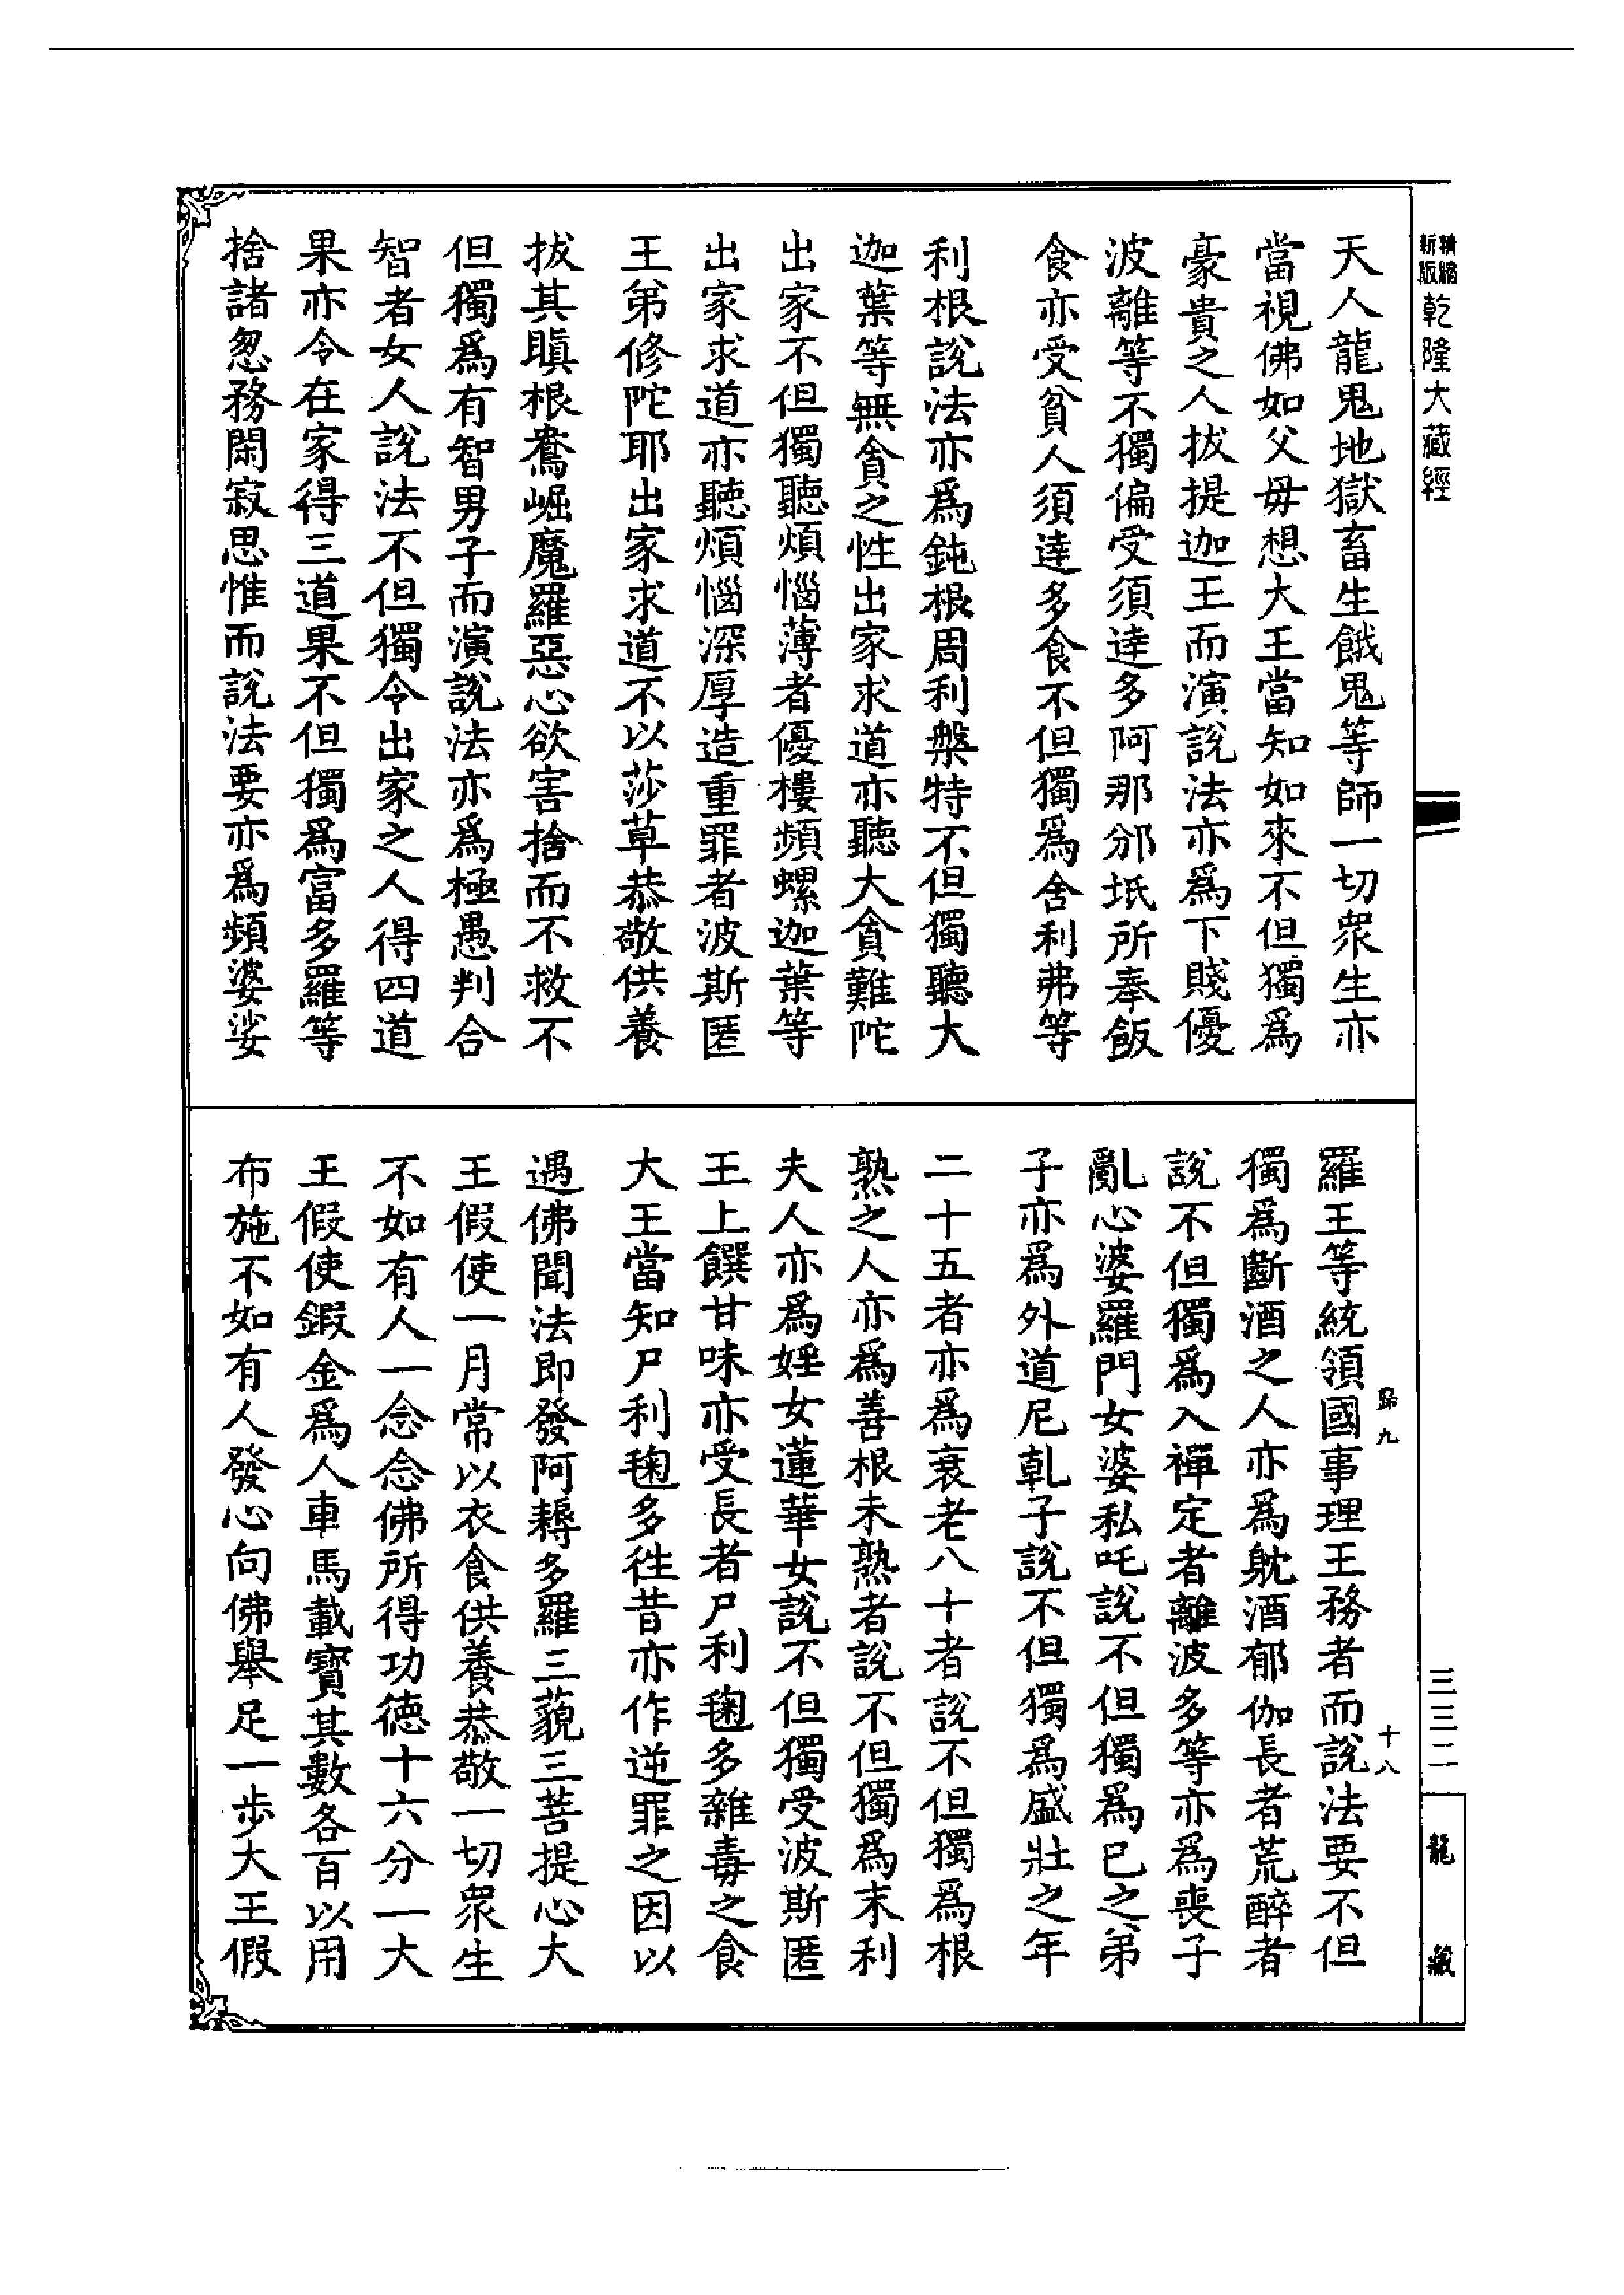 精縮
新版
乾隆大藏經
天人龍鬼地獄畜生餓鬼等師一切眾生亦
當視佛如父母想大王當知如來不但獨爲
豪貴之人拔提迦王而演說法亦爲下賤優
波離等不獨偏受須達多阿那邠坻所奉飯
食亦受貧人須達多食不但獨爲舍利弗等
利根說法亦爲鈍根周利槃特不但獨聽大
迦葉等無貪之性出家求道亦聽大貪難陀
出家不但獨聽煩惱薄者優樓頻螺迦葉等
出家求道亦聽煩惱深厚造重罪者波斯匿
王弟修陀耶出家求道不以莎草恭敬供養
拔其瞋根鴦崛魔羅惡心欲害捨而不救不
但獨爲有智男子而演說法亦爲極愚判合
智者女人說法不但獨令出家之人得四道
果亦令在家得三道果不但獨爲富多羅等
捨諸怱務閑寂思惟而說法要亦爲頻婆娑
羅王等統領國事理王務者而說法要不但
獨爲斷酒之人亦爲躭酒郁伽長者荒醉者
說不但獨爲入禪定者離波多等亦爲喪子
亂心婆羅門女婆私吒說不但獨爲已之弟
子亦爲外道尼乹子說不但獨爲盛壯之年
二十五者亦爲衰老八十者說不但獨爲根
熟之人亦爲善根未熟者說不但獨爲末利
夫人亦爲婬女蓮華女說不但獨受波斯匿
王上饌甘味亦受長者尸利毱多雜毒之食
大王當知尸利毱多徃昔亦作逆罪之因以
遇佛聞法即發阿耨多羅三藐三菩提心大
王假使一月常以衣食供養恭敬一切眾生
不如有人一念念佛所得功德十六分一大
王假使鍜金爲人車馬載寶其數各百以用
布施不如有人發心向佛舉足一步大王假
歸九
十八
三三二
龍藏